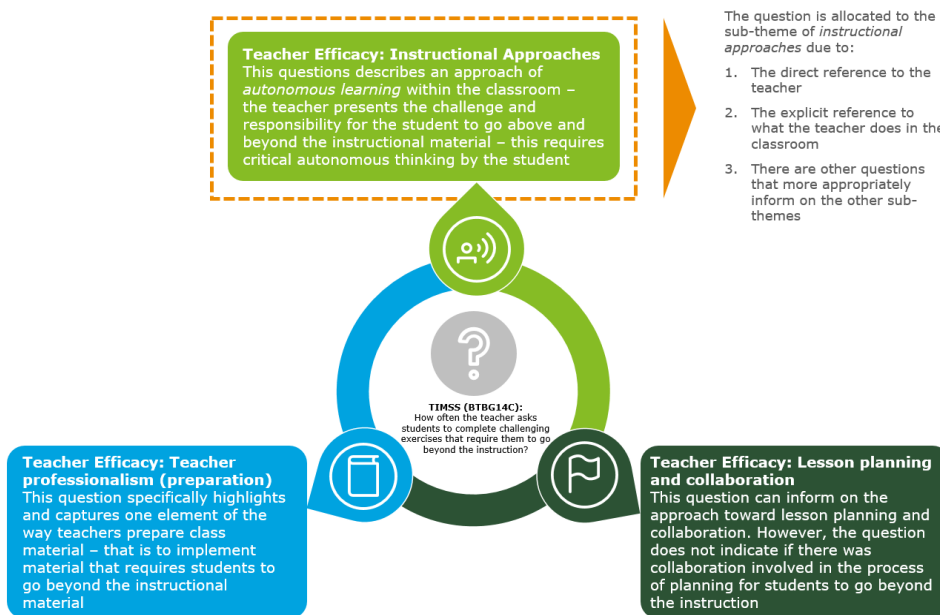 Teacher Efficacy: Instructional Approaches
This questions describes an approach of
autonomous learning within the classroom –
the teacher presents the challenge and
responsibility for the student to go above and
beyond the instructional material – this requires
critical autonomous thinking by the student
The question is allocated to the
sub-theme of instructional
approaches due to:
1. The direct reference to the
teacher
2. The explicit reference to
what the teacher does in the
classroom
3. There are other questions
that more appropriately
inform on the other sub-
themes
?
TIMSS (BTBG14C):
How often the teacher asks
students to complete challenging
exercises that require them to go
beyond the instruction?
Teacher Efficacy: Teacher
professionalism (preparation)
This question specifically highlights
and captures one element of the
way teachers prepare class
material – that is to implement
material that requires students to
go beyond the instructional
material
Teacher Efficacy: Lesson planning
and collaboration
This question can inform on the
approach toward lesson planning and
collaboration. However, the question
does not indicate if there was
collaboration involved in the process
of planning for students to go beyond
the instruction